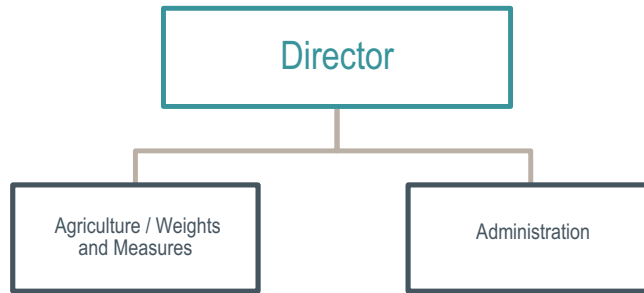 Director
Agriculture / Weights
and Measures
Administration